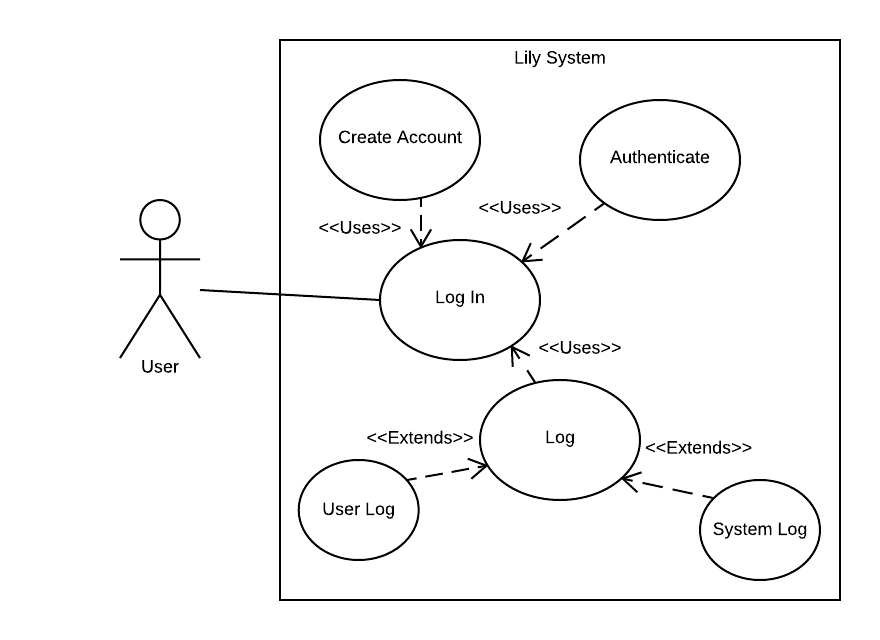 Lily System
Create Account
Authenticate
<<Uses>>
<<Uses>>
Log In
<<Uses>>
User
<<Extends>>
Log
<<Extends>>
User Log
System Log